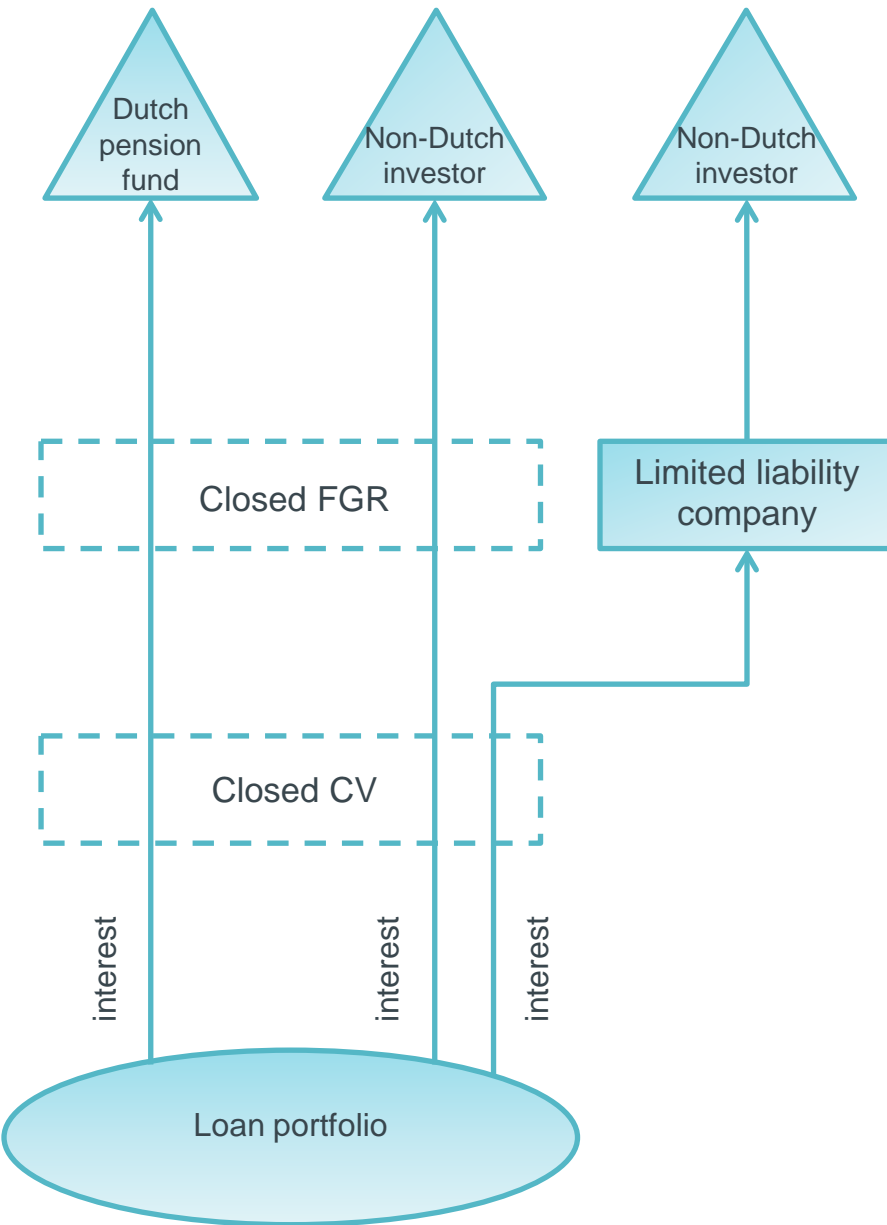 Dutch
pension
fund
Non-Dutch
investor
Non-Dutch
investor
Closed FGR
Limited liability
company
Closed CV
interest
interest
interest
Loan portfolio